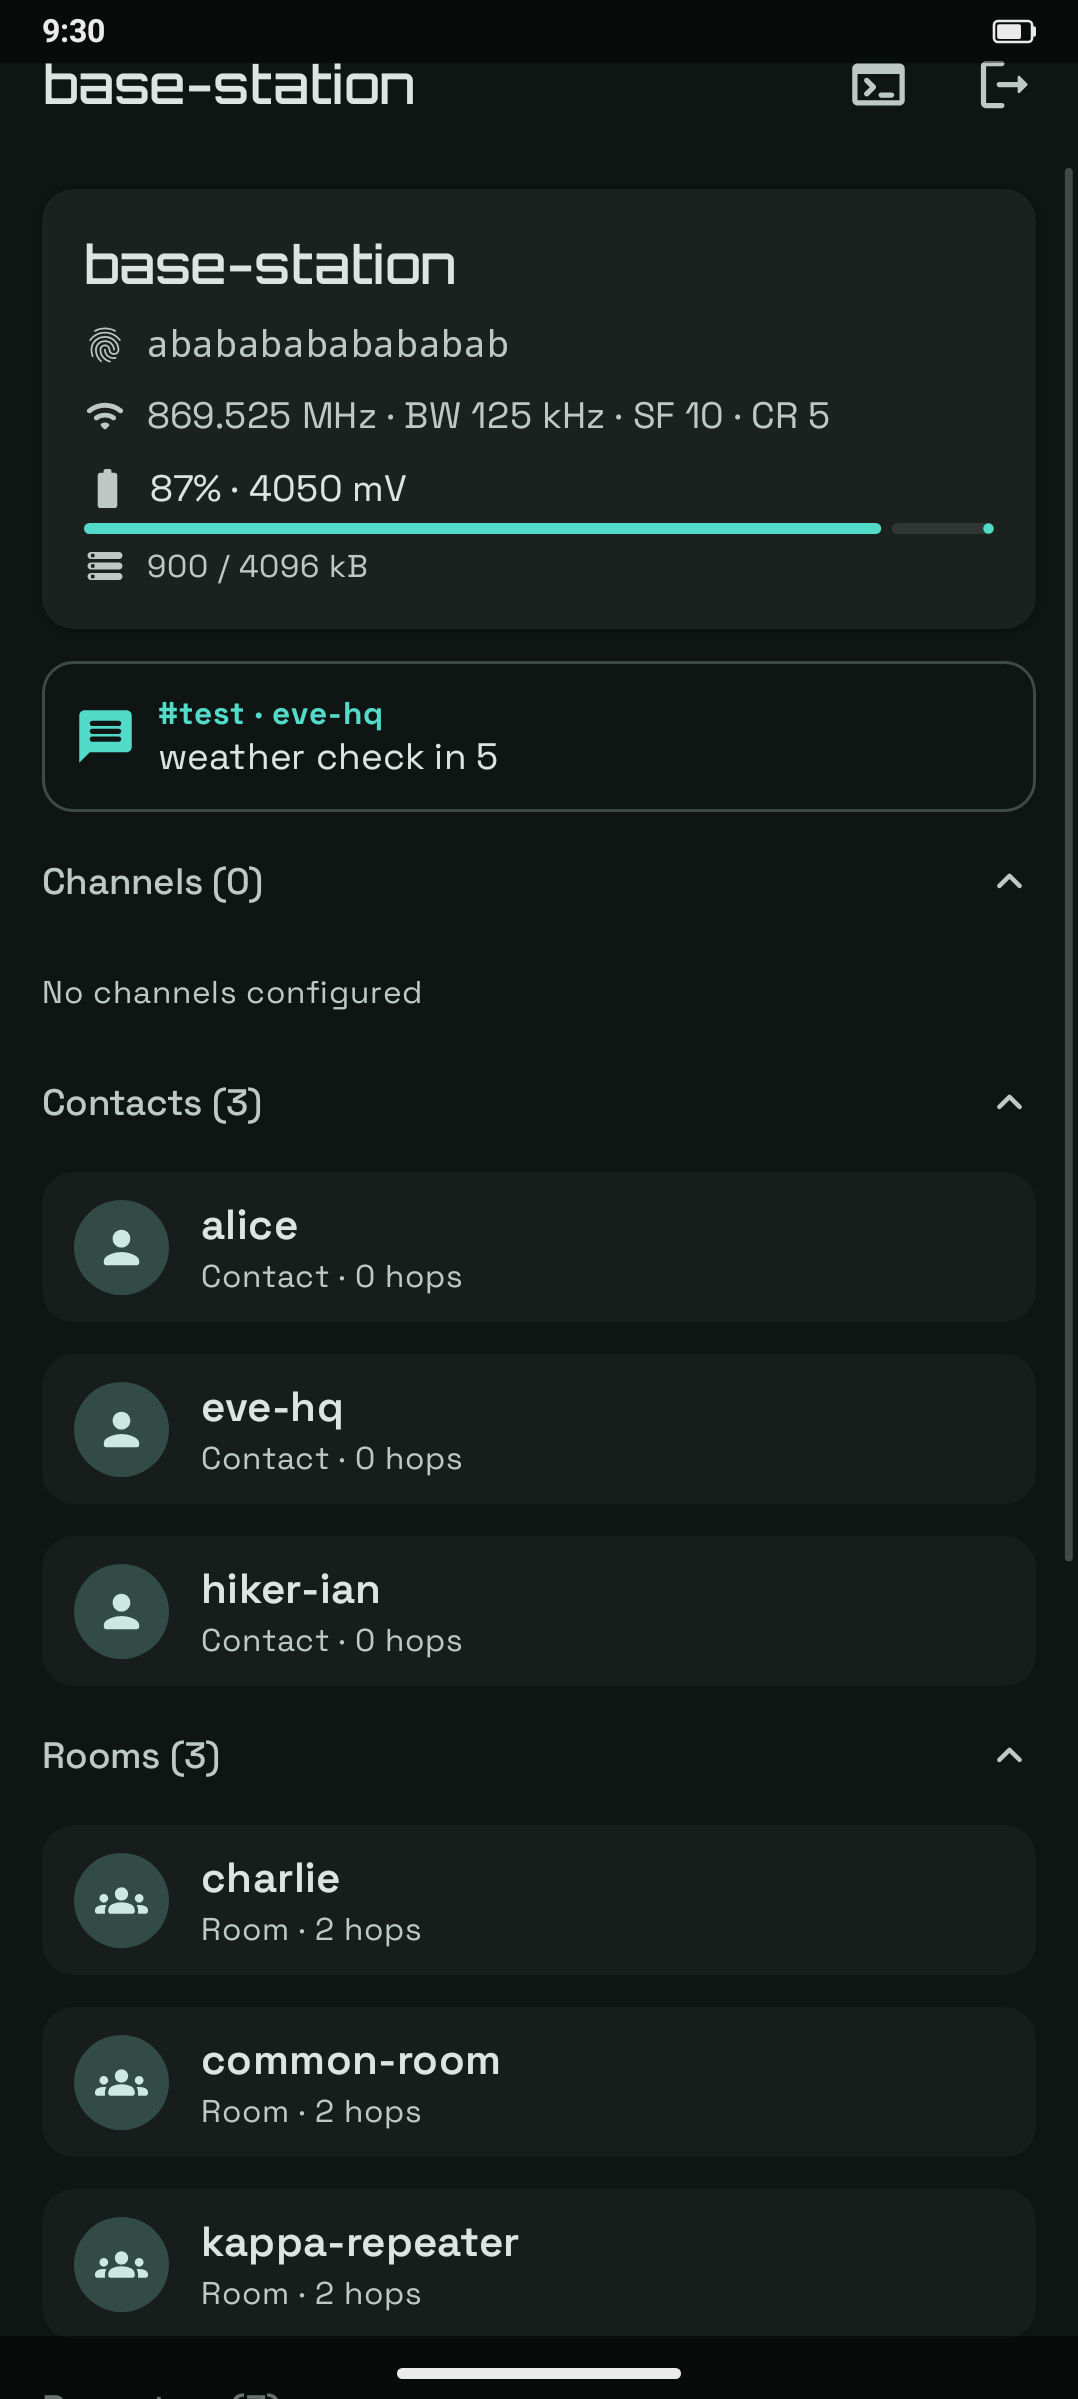 9:30
base-station
base-station
abababababababab
869.525 MHz · BW 125 kHz · SF 10 · CR 5
87% · 4050 mV
900 / 4096 kB
#test · eve-hq
weather check in 5
Channels (0)
No channels configured
Contacts (3)
alice
Contact · 0 hops
eve-hq
Contact · 0 hops
hiker-ian
Contact · 0 hops
Rooms (3)
charlie
Room · 2 hops
common-room
Room · 2 hops
kappa-repeater
Room · 2 hops